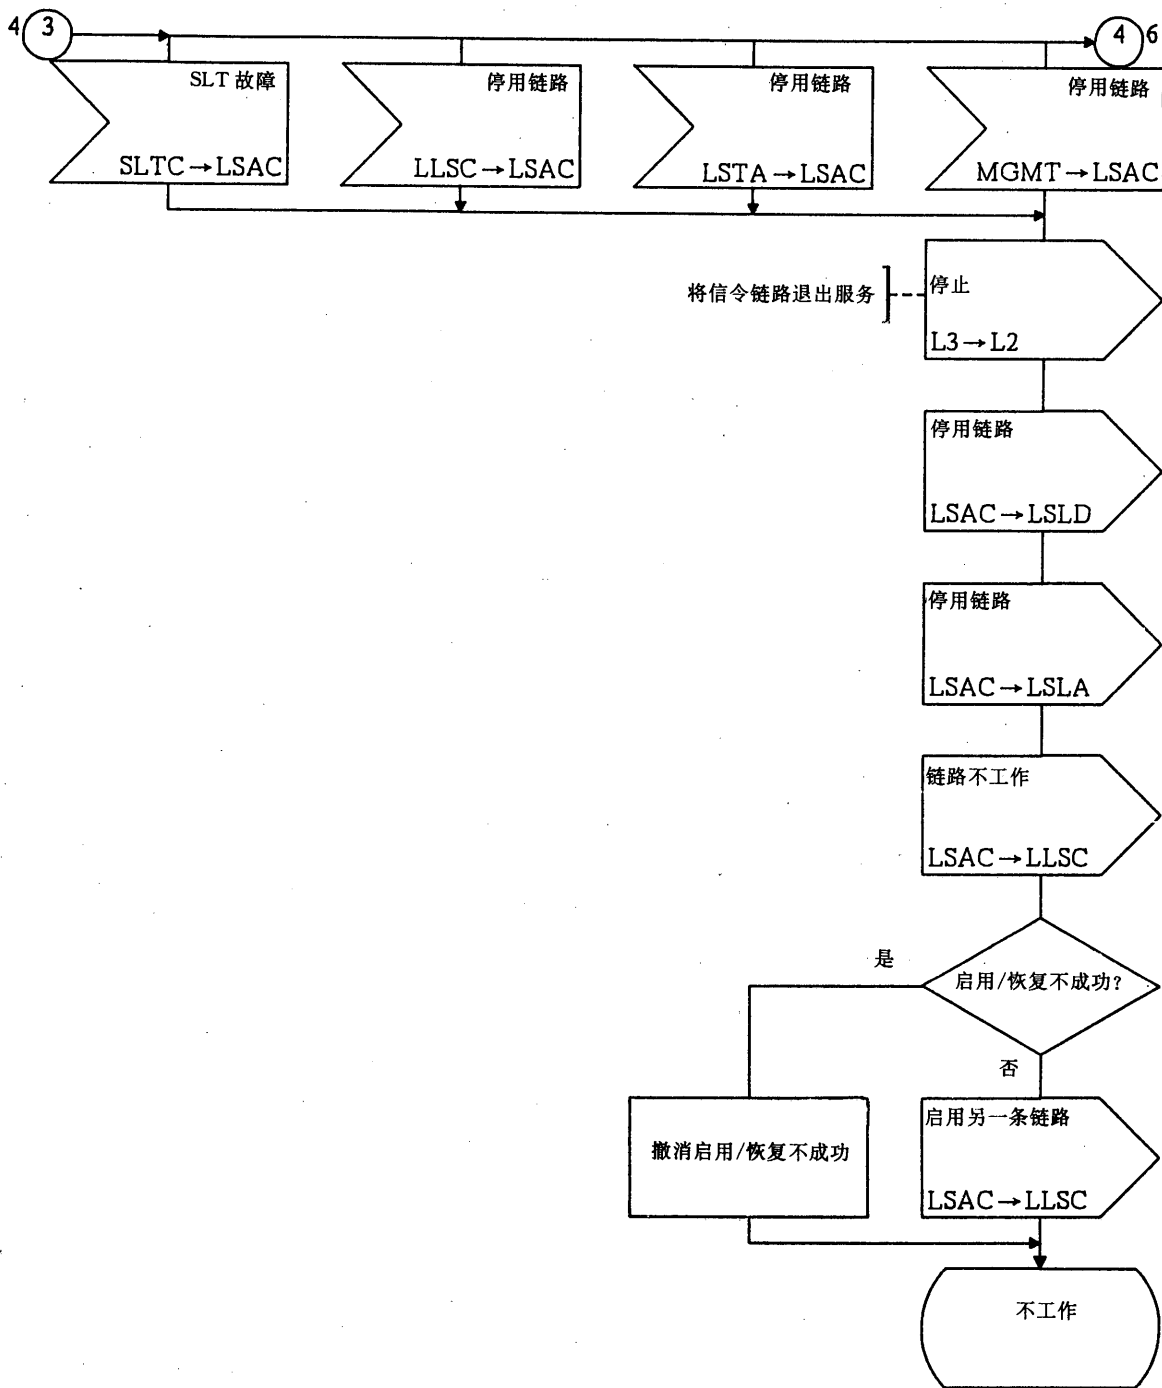 4 3 4 6
SLT 故障
SLTC→LSAC
停用链路
LLSC→LSAC
停用链路
LSTA→LSAC
停用链路
MGMT→LSAC
将信令链路退出服务
停止
L3→L2
停用链路
LSAC→LSLD
停用链路
LSAC→LSLA
链路不工作
LSAC→LLSC
是
启用/恢复不成功?
否
撤消启用/恢复不成功
启用另一条链路
LSAC→LLSC
不工作